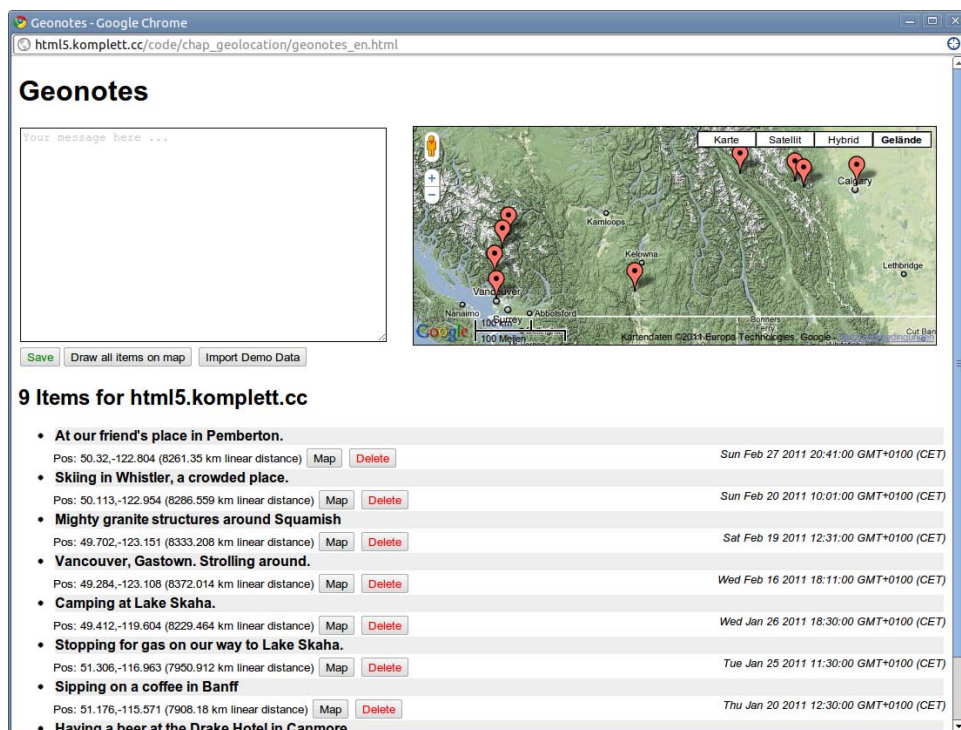 Geonotes - Google Chrome
html5.komplett.cc/code/chap_geolocation/geonotes_en.html
Geonotes
Your message here ...
Karte Satellit Hybrid Gelände
Calgary
Kamloops
Kelowna
Lethbridge
Vancouver
Nanaimo
Surrey
Abbotsford
Bonners
Ferry
Cut Ban
Google
100 km
100 Meilen
Kartendaten ©2011 Europa Technologies, Google -
Save Draw all items on map Import Demo Data
9 Items for html5.komplett.cc
At our friend's place in Pemberton.
Pos: 50.32,-122.804 (8261.35 km linear distance) Map Delete Sun Feb 27 2011 20:41:00 GMT+0100 (CET)
Skiing in Whistler, a crowded place.
Pos: 50.113,-122.954 (8286.559 km linear distance) Map Delete Sun Feb 20 2011 10:01:00 GMT+0100 (CET)
Mighty granite structures around Squamish
Pos: 49.702,-123.151 (8333.208 km linear distance) Map Delete Sat Feb 19 2011 12:31:00 GMT+0100 (CET)
Vancouver, Gastown. Strolling around.
Pos: 49.284,-123.108 (8372.014 km linear distance) Map Delete Wed Feb 16 2011 18:11:00 GMT+0100 (CET)
Camping at Lake Skaha.
Pos: 49.412,-119.604 (8229.464 km linear distance) Map Delete Wed Jan 26 2011 18:30:00 GMT+0100 (CET)
Stopping for gas on our way to Lake Skaha.
Pos: 51.306,-116.963 (7950.912 km linear distance) Map Delete Tue Jan 25 2011 11:30:00 GMT+0100 (CET)
Sipping on a coffee in Banff
Pos: 51.176,-115.571 (7908.18 km linear distance) Map Delete Thu Jan 20 2011 12:30:00 GMT+0100 (CET)
Having a beer at the Drake Hotel in Canmore